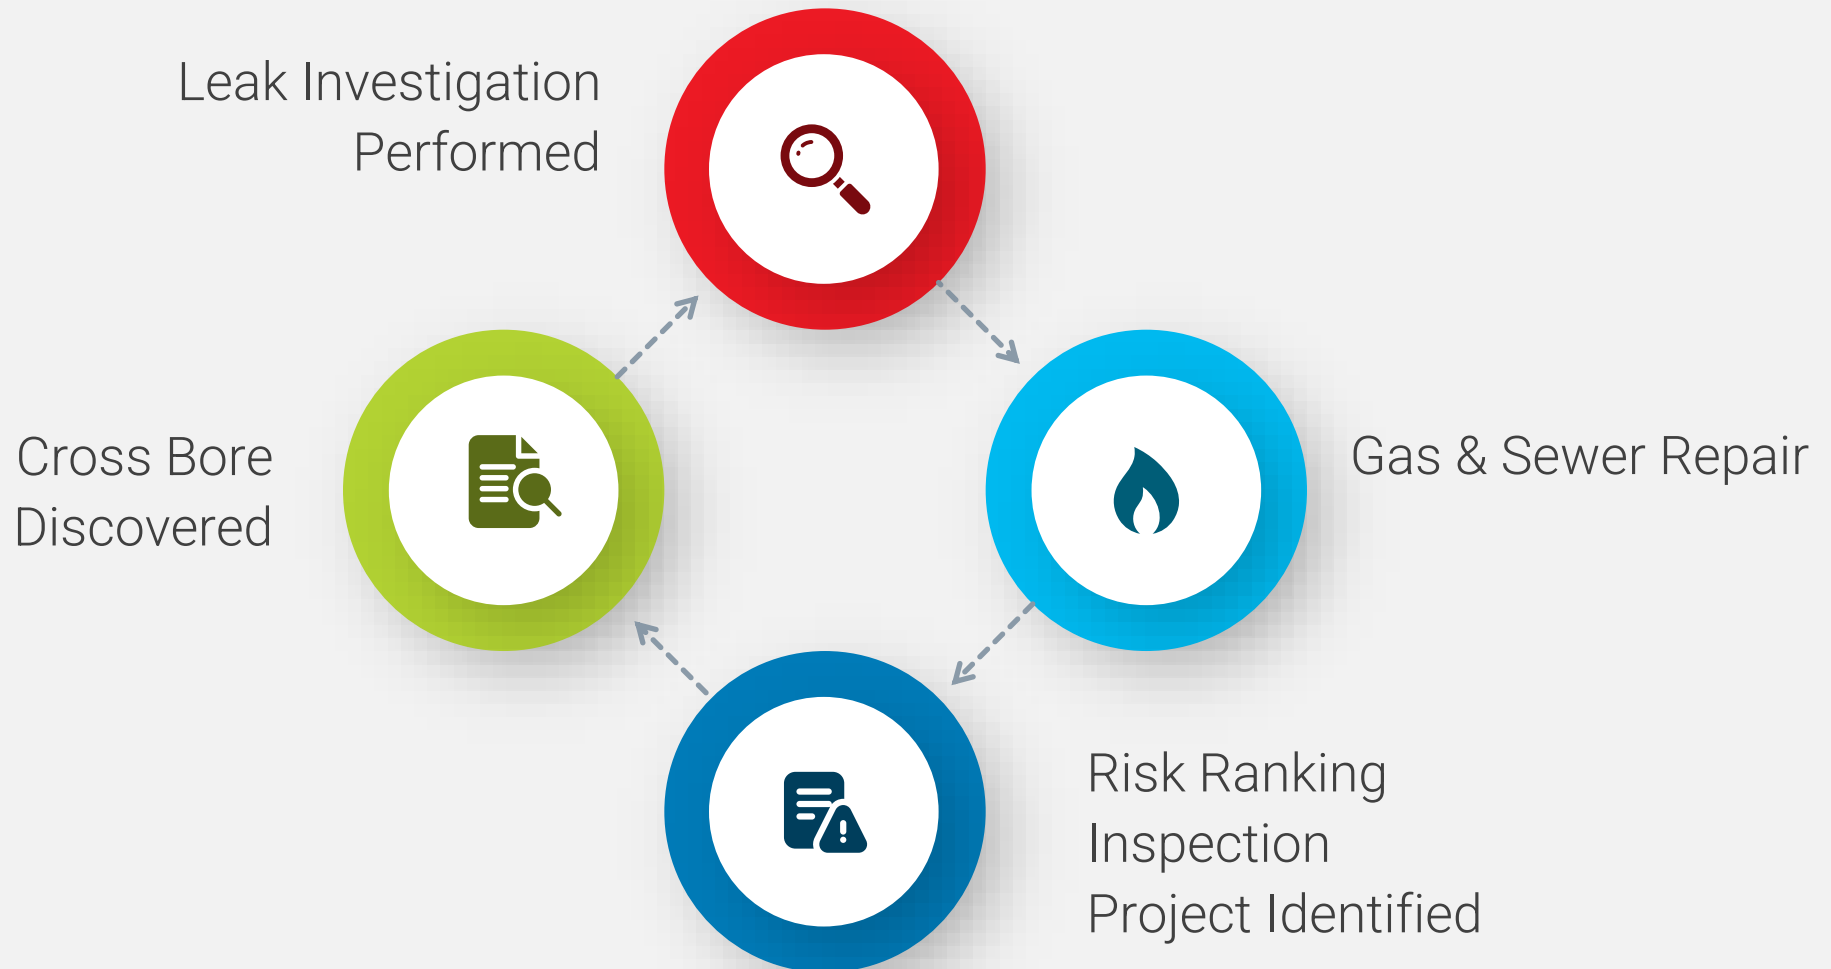 Leak Investigation
Performed
Cross Bore
Discovered
Gas & Sewer Repair
Risk Ranking
Inspection
Project Identified